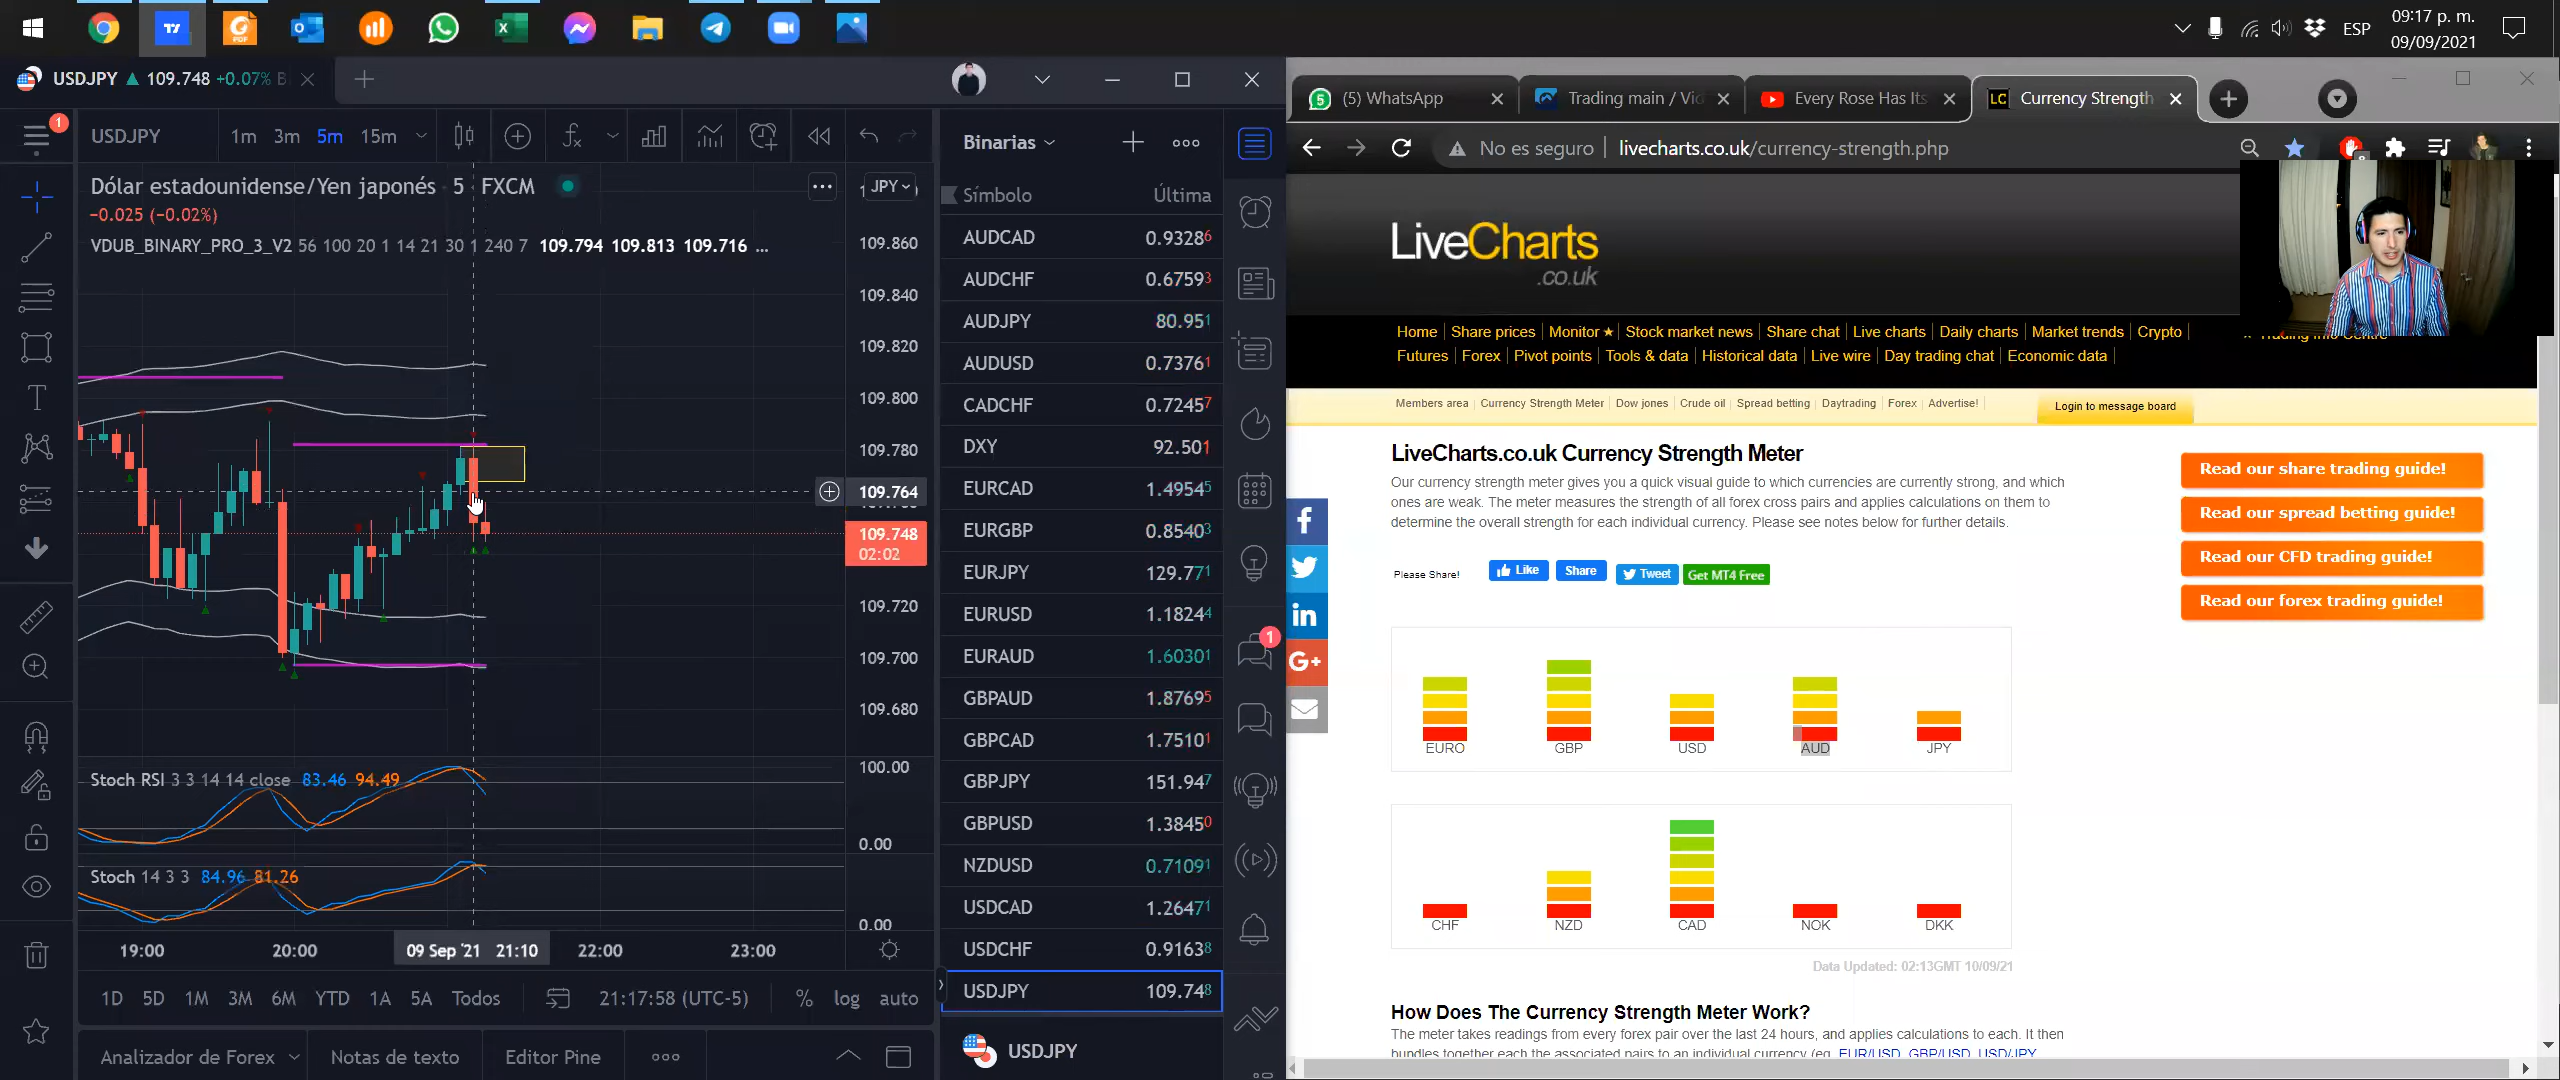 ESP
09:17 p. m.
09/09/2021
USDJPY ▲ 109.748 +0.07%
USDJPY
1m 3m 5m 15m
1
Dólar estadounidense/Yen japonés 5 FXCM
JPY
−0.025 (−0.02%)
VDUB_BINARY_PRO_3_V2 56 100 20 1 14 21 30 1 240 7 109.794 109.813 109.716 ...
109.860
109.840
109.820
109.800
109.780
109.764
109.748
02:02
109.720
109.700
109.680
Stoch RSI 3 3 14 14 close 83.46 94.49
100.00
0.00
Stoch 14 3 3 84.96 81.26
0.00
19:00 20:00 09 Sep '21 21:10 22:00 23:00
1D 5D 1M 3M 6M YTD 1A 5A Todos
21:17:58 (UTC-5)
% log auto
Analizador de Forex Notas de texto Editor Pine
Binarias
Símbolo Última
AUDCAD 0.93286
AUDCHF 0.67593
AUDJPY 80.951
AUDUSD 0.73761
CADCHF 0.72457
DXY 92.501
EURCAD 1.49545
EURGBP 0.85403
EURJPY 129.771
EURUSD 1.18244
EURAUD 1.60301
GBPAUD 1.87695
GBPCAD 1.75101
GBPJPY 151.947
GBPUSD 1.38450
NZDUSD 0.71091
USDCAD 1.26471
USDCHF 0.91638
USDJPY 109.748
USDJPY
1
(5) WhatsApp
Trading main / Vid
Every Rose Has Its
Currency Strength
No es seguro livecharts.co.uk/currency-strength.php
LiveCharts
.co.uk
Home Share prices Monitor ★ Stock market news Share chat Live charts Daily charts Market trends Crypto
Futures Forex Pivot points Tools & data Historical data Live wire Day trading chat Economic data
Members area Currency Strength Meter Dow jones Crude oil Spread betting Daytrading Forex Advertise!
Login to message board
LiveCharts.co.uk Currency Strength Meter
Our currency strength meter gives you a quick visual guide to which currencies are currently strong, and which
ones are weak. The meter measures the strength of all forex cross pairs and applies calculations on them to
determine the overall strength for each individual currency. Please see notes below for further details.
Please Share!
Like
Share
Tweet
Get MT4 Free
Read our share trading guide!
Read our spread betting guide!
Read our CFD trading guide!
Read our forex trading guide!
EURO GBP USD AUD JPY
CHF NZD CAD NOK DKK
Data Updated: 02:13GMT 10/09/21
How Does The Currency Strength Meter Work?
The meter takes readings from every forex pair over the last 24 hours, and applies calculations to each. It then
bundles together each the associated pairs to an individual currency (eg. EUR/USD, GBP/USD, USD/JPY